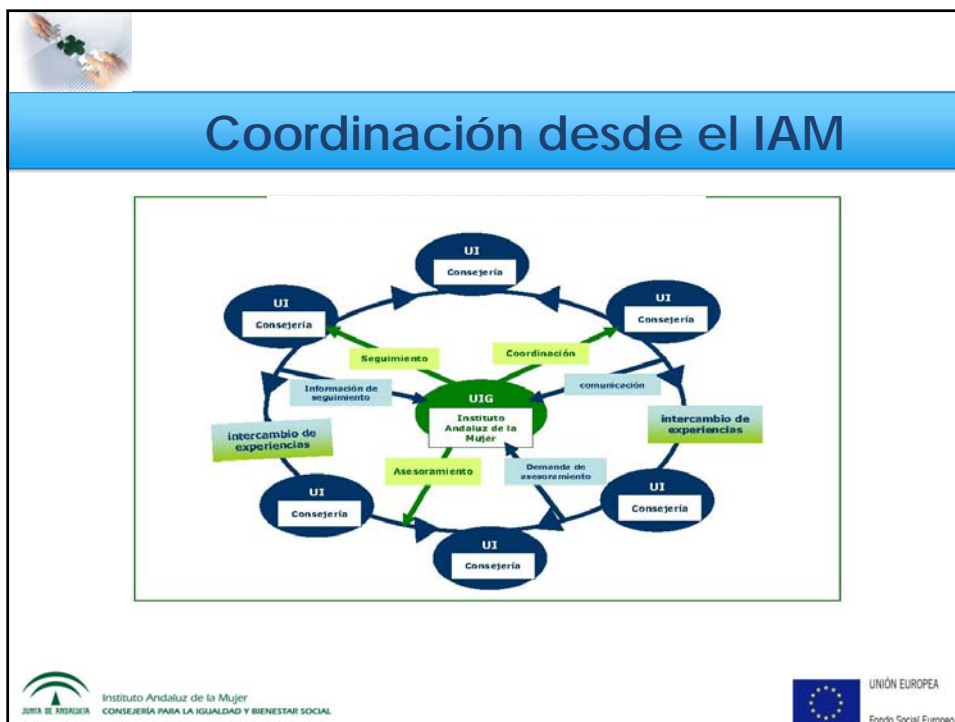 Coordinación desde el IAM
UI
Consejería
UI
Consejería
UI
Consejería
Seguimiento
Coordinación
Información de
seguimiento
comunicación
UIG
Instituto
Andaluz de la
Mujer
intercambio de
experiencias
intercambio de
experiencias
Asesoramiento
Demanda de
asesoramiento
UI
Consejería
UI
Consejería
UI
Consejería
JUNTA DE ANDALUCIA
Instituto Andaluz de la Mujer
CONSEJERÍA PARA LA IGUALDAD Y BIENESTAR SOCIAL
UNIÓN EUROPEA
Fondo Social Europeo